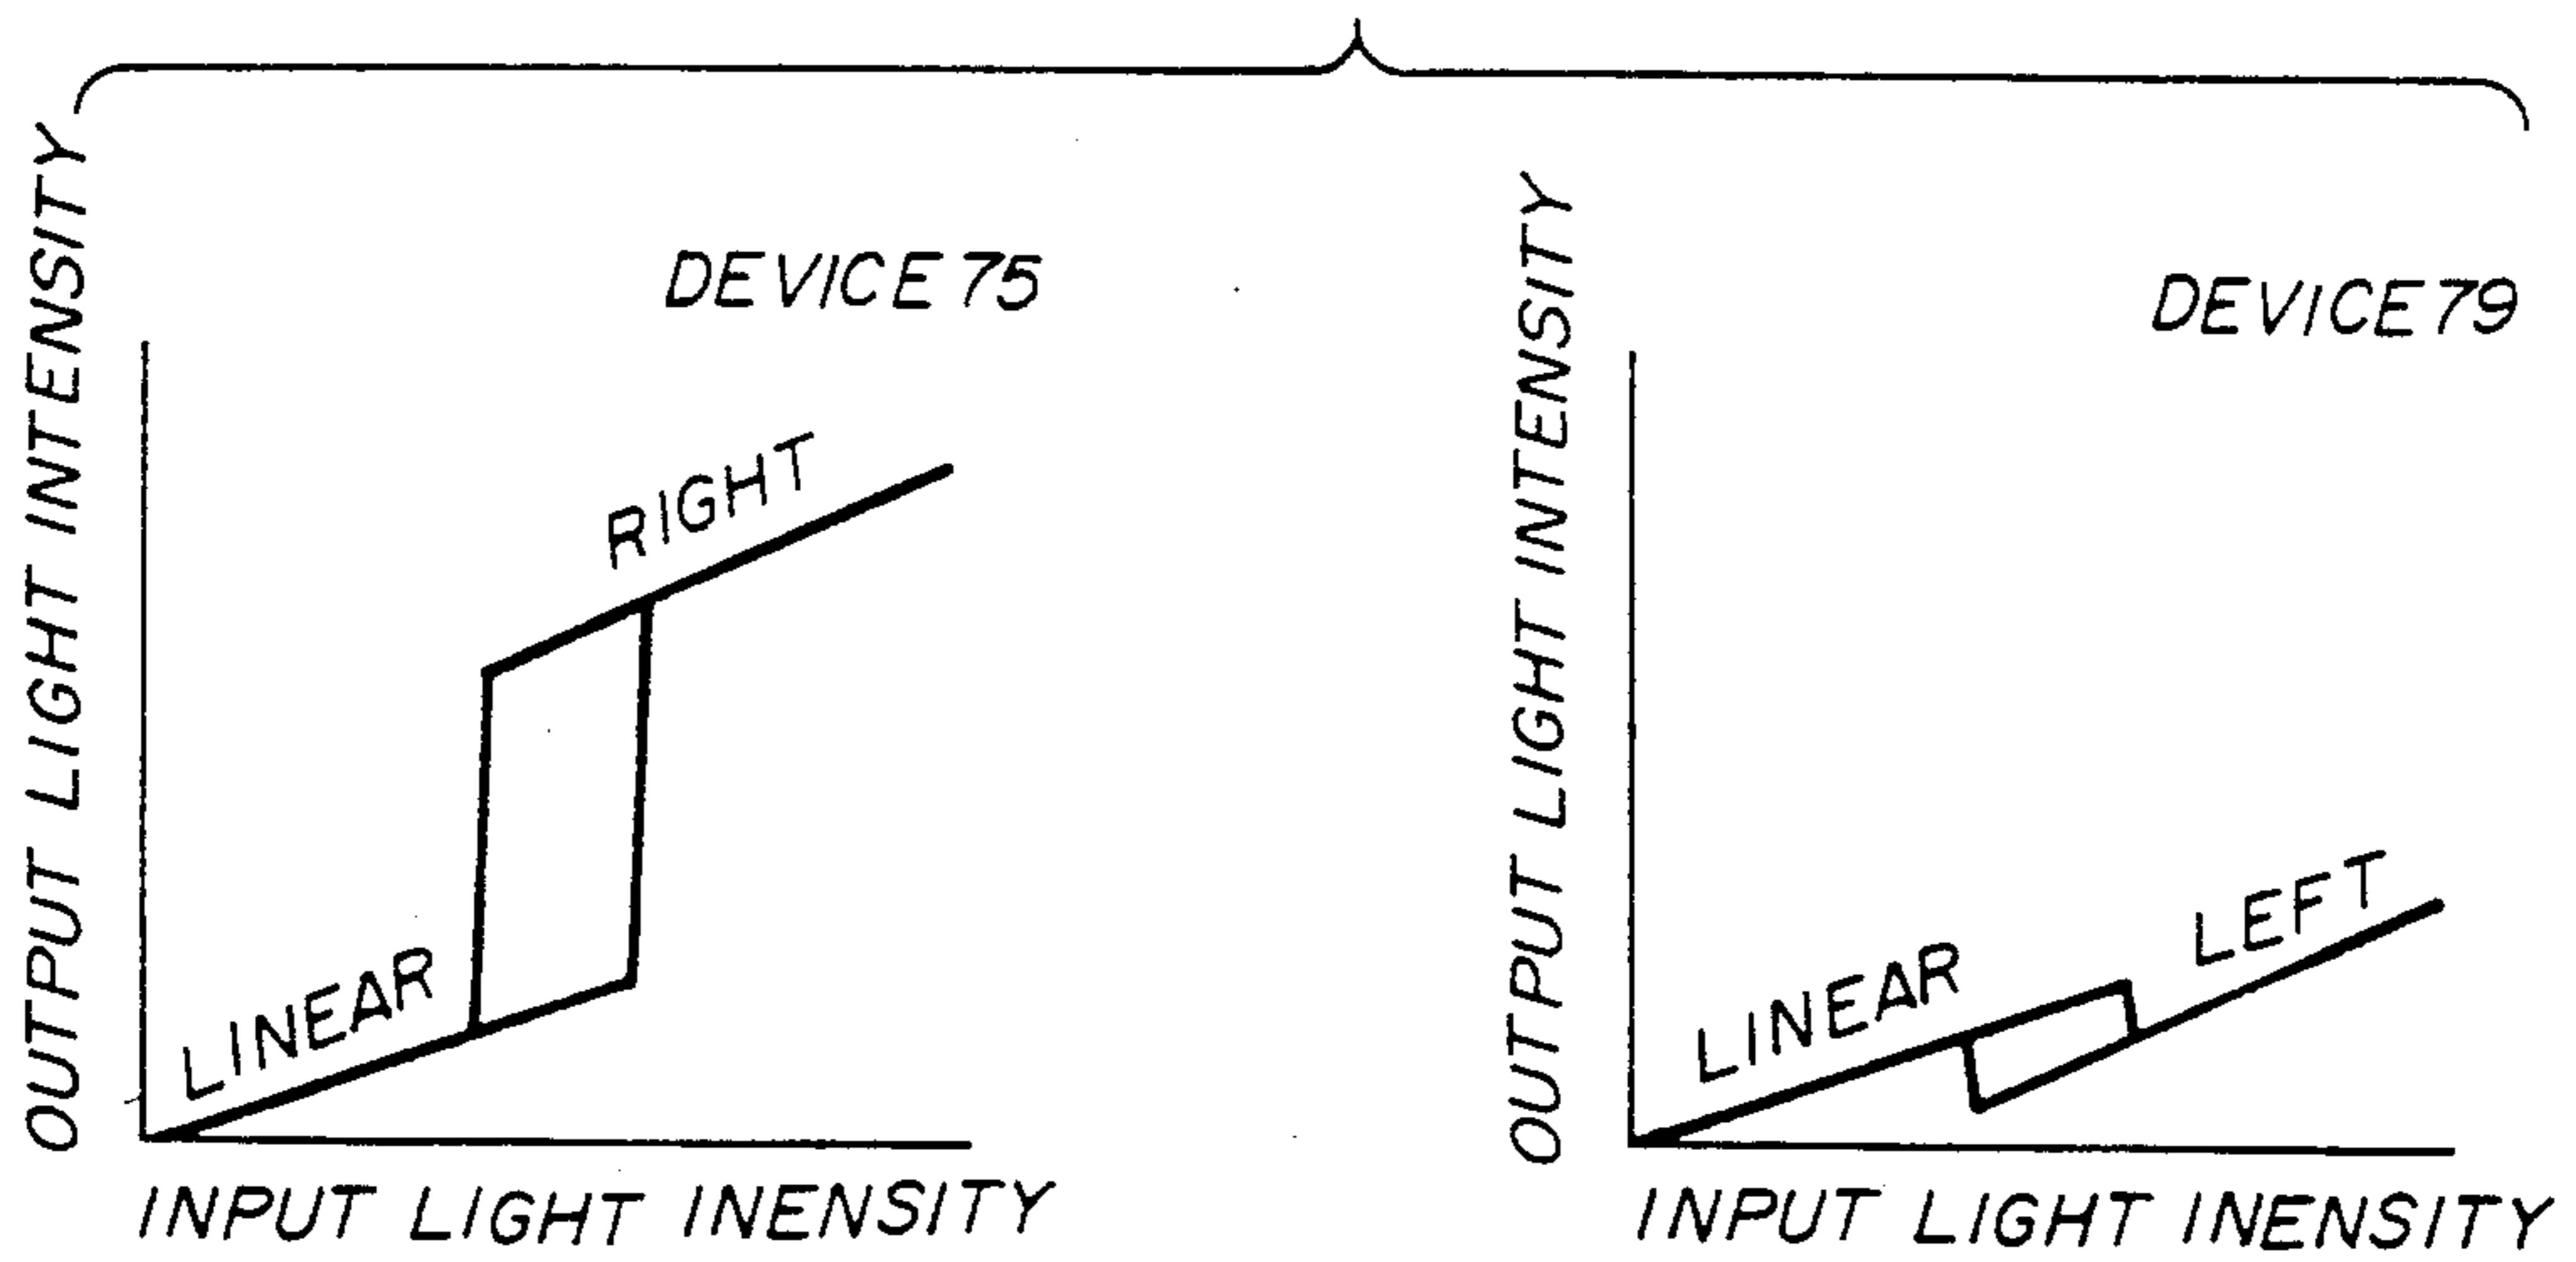 OUTPUT LIGHT INTENSITY
DEVICE 75
RIGHT
LINEAR
INPUT LIGHT INENSITY
OUTPUT LIGHT INTENSITY
DEVICE 79
LEFT
LINEAR
INPUT LIGHT INENSITY